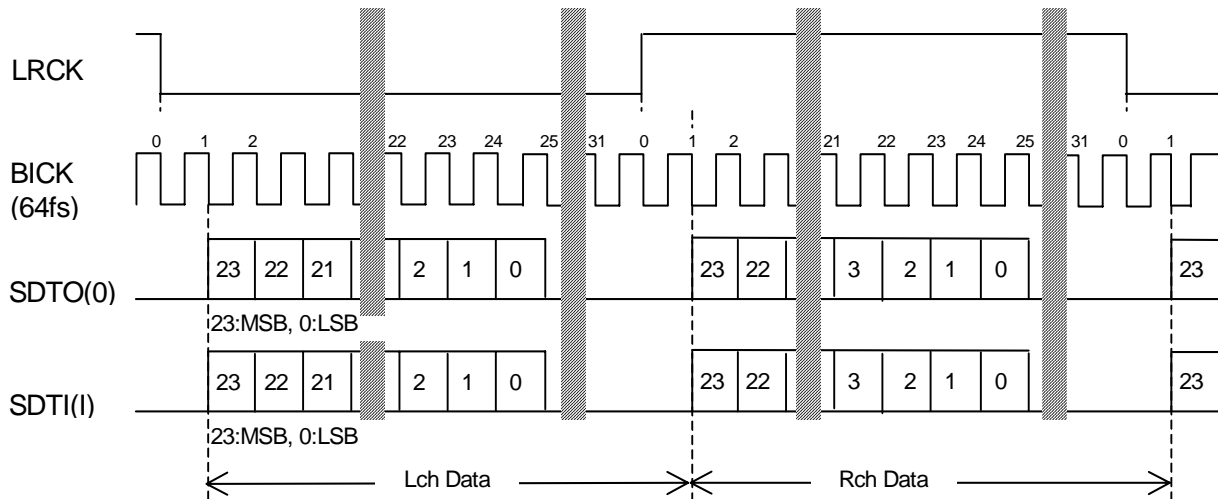 LRCK
0 1 2 22 23 24 25 31 0 1 2 21 22 23 24 25 31 0 1
BICK
(64fs)
23 22 21 2 1 0 23 22 3 2 1 0 23
SDTO(0)
23:MSB, 0:LSB
23 22 21 2 1 0 23 22 3 2 1 0 23
SDTI(I)
23:MSB, 0:LSB
Lch Data Rch Data